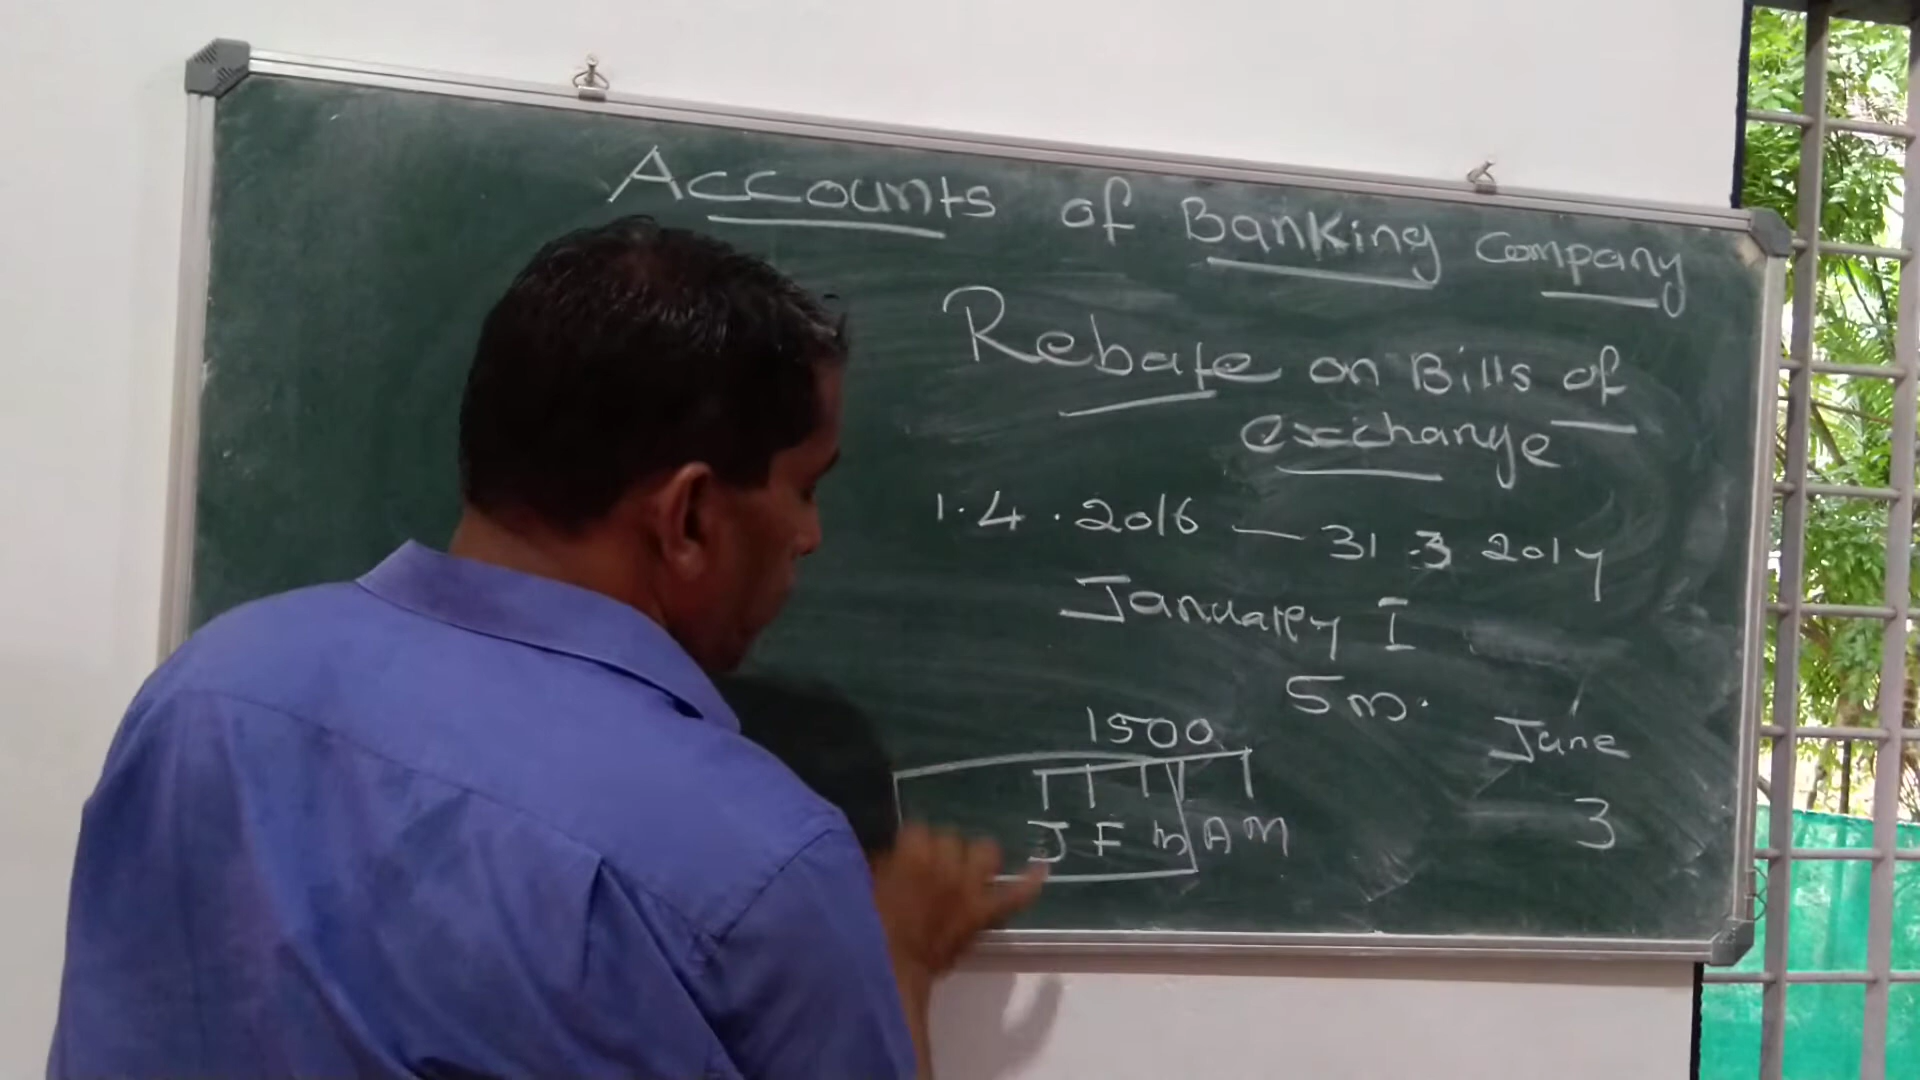 Accounts of Banking Company
Rebate on Bills of
exchange
1.4.2016 — 31.3.2017
January I
5m.
1500
June
J F m A M
3